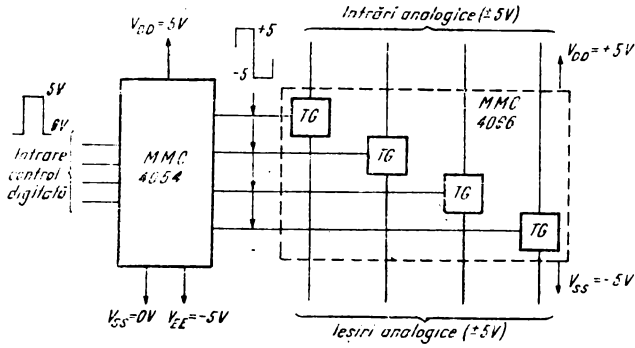 Intrări analogice (±5V)
V_DD = 5V
+5
-5
V_DD = +5V
5V
0V
Intrare
control
digitală
MMC
4054
MMC
4066
TG
TG
TG
TG
V_SS = 0V
V_EE = -5V
V_SS = -5V
Ieșiri analogice (±5V)